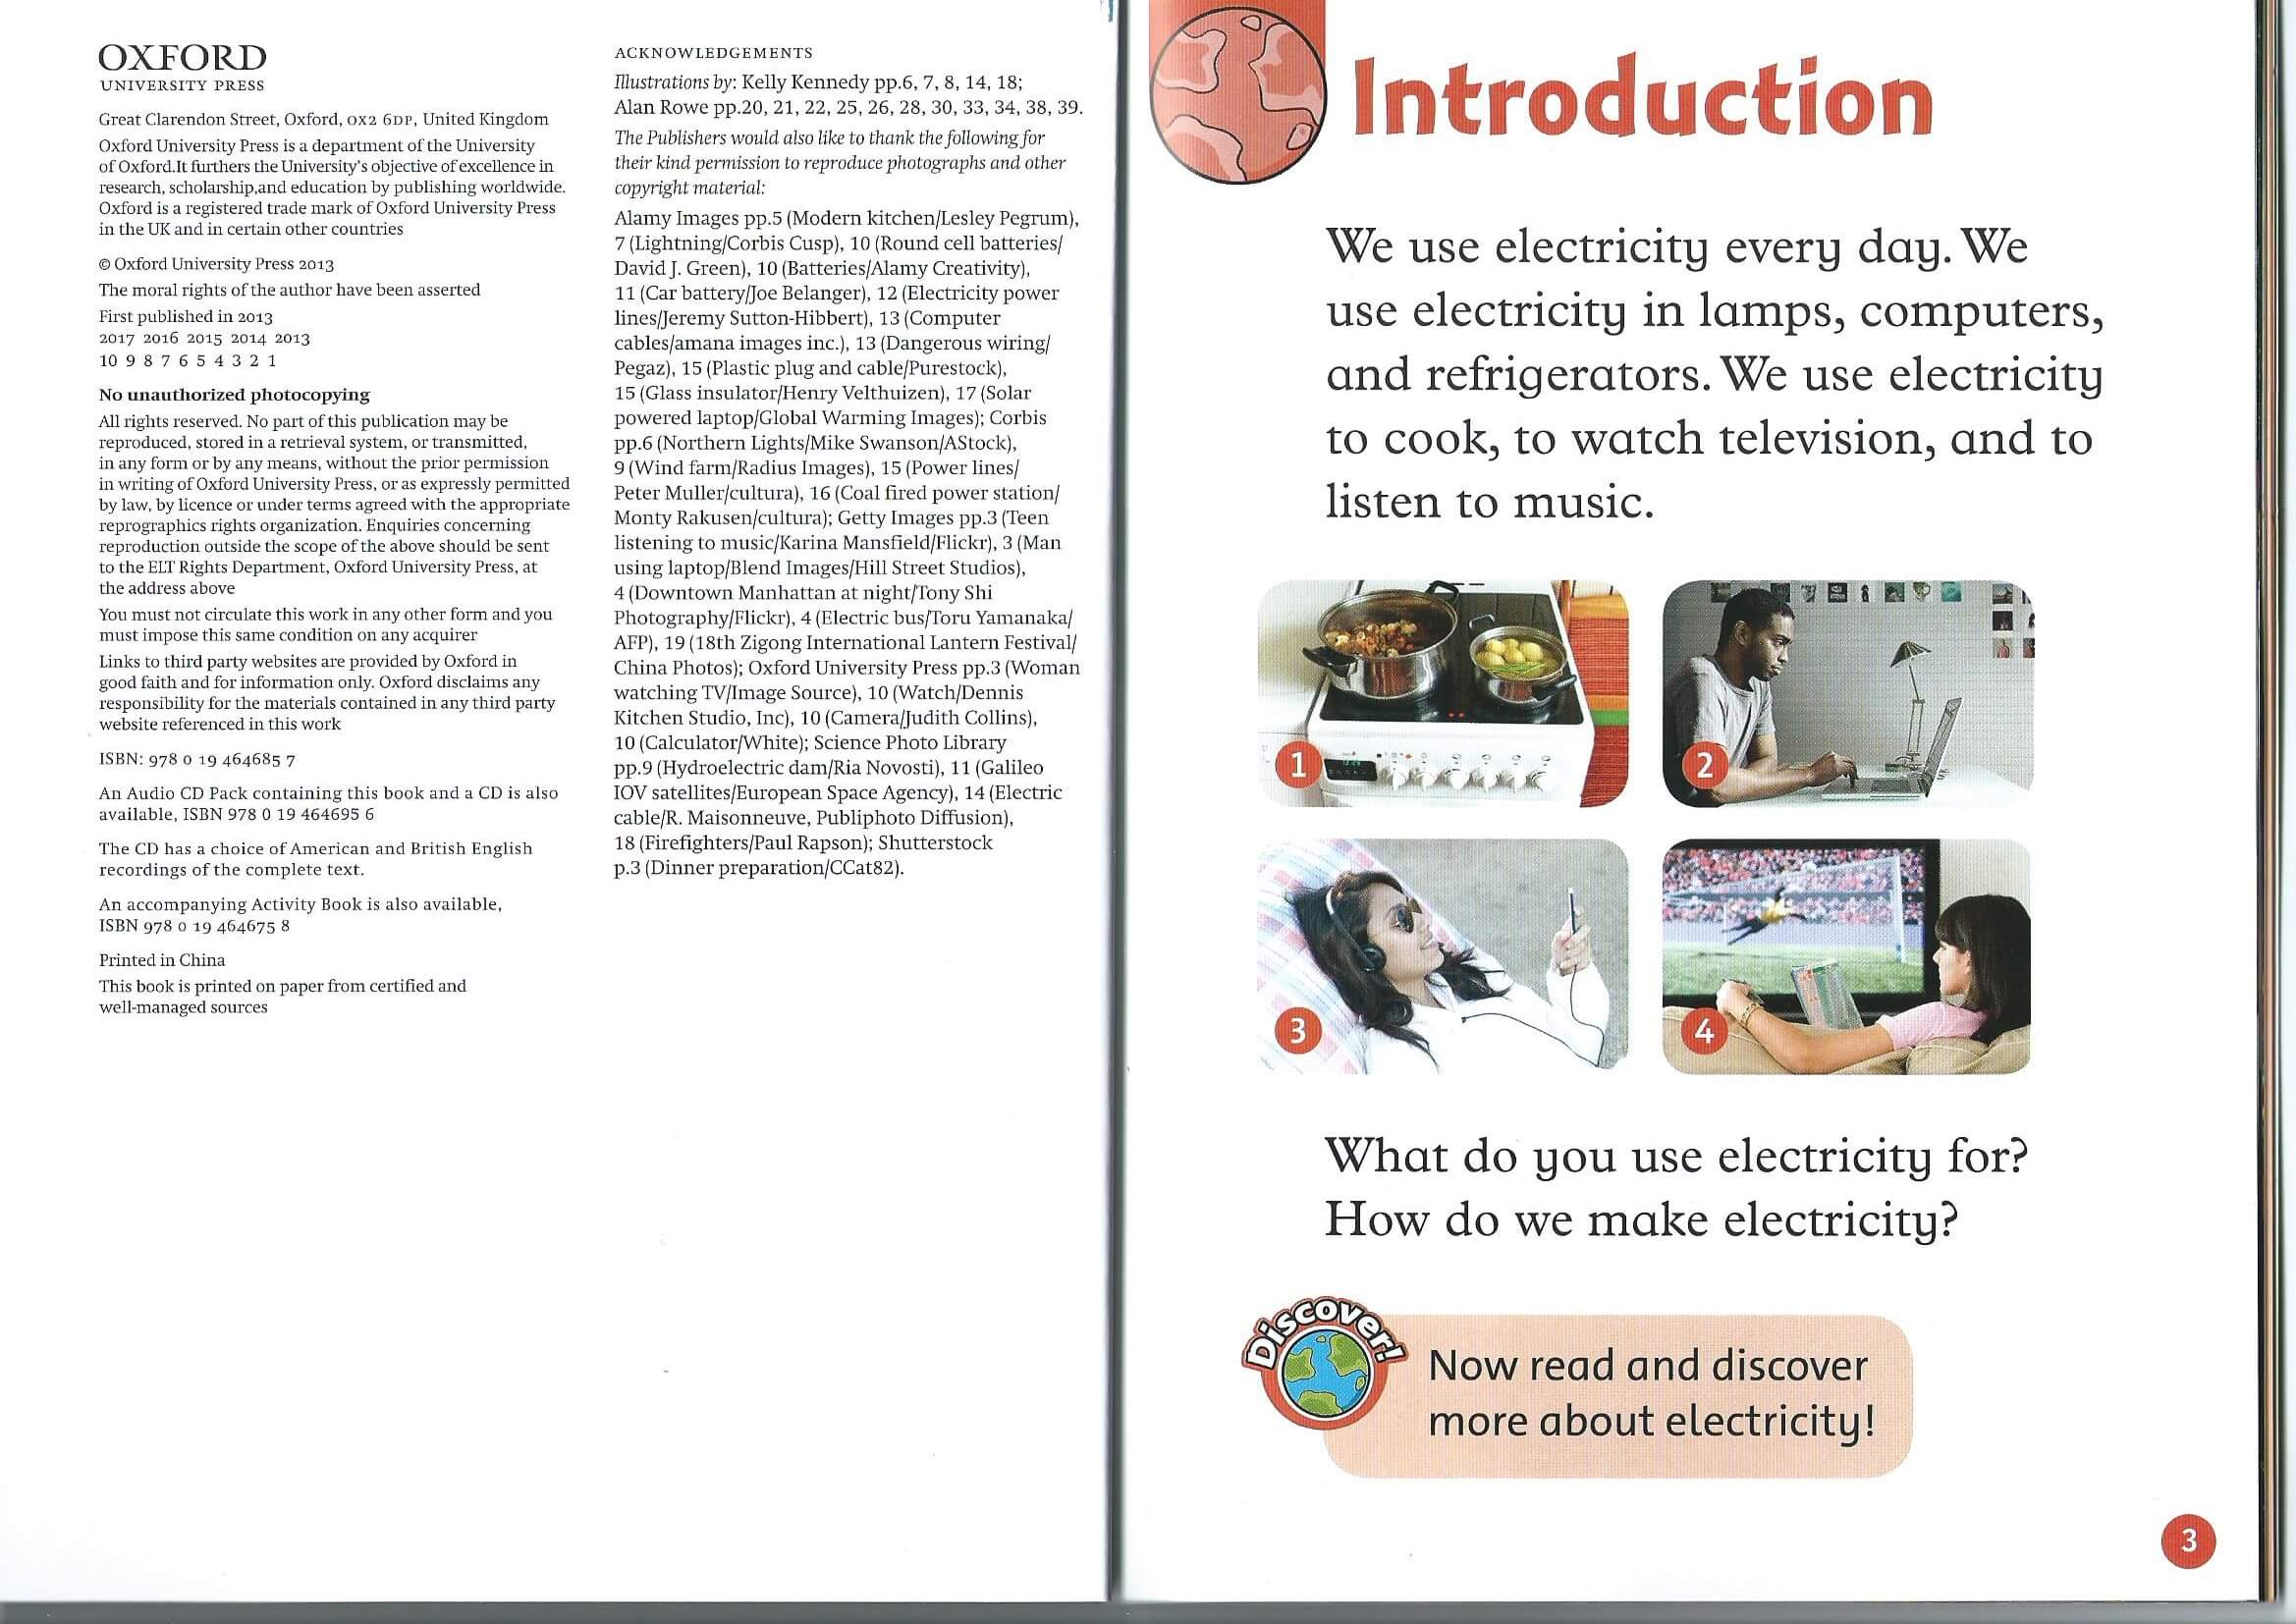 OXFORD
UNIVERSITY PRESS
Great Clarendon Street, Oxford, OX2 6DP, United Kingdom
Oxford University Press is a department of the University
of Oxford.It furthers the University's objective of excellence in
research, scholarship,and education by publishing worldwide.
Oxford is a registered trade mark of Oxford University Press
in the UK and in certain other countries
© Oxford University Press 2013
The moral rights of the author have been asserted
First published in 2013
2017 2016 2015 2014 2013
10 9 8 7 6 5 4 3 2 1
No unauthorized photocopying
All rights reserved. No part of this publication may be
reproduced, stored in a retrieval system, or transmitted,
in any form or by any means, without the prior permission
in writing of Oxford University Press, or as expressly permitted
by law, by licence or under terms agreed with the appropriate
reprographics rights organization. Enquiries concerning
reproduction outside the scope of the above should be sent
to the ELT Rights Department, Oxford University Press, at
the address above
You must not circulate this work in any other form and you
must impose this same condition on any acquirer
Links to third party websites are provided by Oxford in
good faith and for information only. Oxford disclaims any
responsibility for the materials contained in any third party
website referenced in this work
ISBN: 978 0 19 464685 7
An Audio CD Pack containing this book and a CD is also
available, ISBN 978 0 19 464695 6
The CD has a choice of American and British English
recordings of the complete text.
An accompanying Activity Book is also available,
ISBN 978 0 19 464675 8
Printed in China
This book is printed on paper from certified and
well-managed sources
ACKNOWLEDGEMENTS
Illustrations by: Kelly Kennedy pp.6, 7, 8, 14, 18;
Alan Rowe pp.20, 21, 22, 25, 26, 28, 30, 33, 34, 38, 39.
The Publishers would also like to thank the following for
their kind permission to reproduce photographs and other
copyright material:
Alamy Images pp.5 (Modern kitchen/Lesley Pegrum),
7 (Lightning/Corbis Cusp), 10 (Round cell batteries/
David J. Green), 10 (Batteries/Alamy Creativity),
11 (Car battery/Joe Belanger), 12 (Electricity power
lines/Jeremy Sutton-Hibbert), 13 (Computer
cables/amana images inc.), 13 (Dangerous wiring/
Pegaz), 15 (Plastic plug and cable/Purestock),
15 (Glass insulator/Henry Velthuizen), 17 (Solar
powered laptop/Global Warming Images); Corbis
pp.6 (Northern Lights/Mike Swanson/AStock),
9 (Wind farm/Radius Images), 15 (Power lines/
Peter Muller/cultura), 16 (Coal fired power station/
Monty Rakusen/cultura); Getty Images pp.3 (Teen
listening to music/Karina Mansfield/Flickr), 3 (Man
using laptop/Blend Images/Hill Street Studios),
4 (Downtown Manhattan at night/Tony Shi
Photography/Flickr), 4 (Electric bus/Toru Yamanaka/
AFP), 19 (18th Zigong International Lantern Festival/
China Photos); Oxford University Press pp.3 (Woman
watching TV/Image Source), 10 (Watch/Dennis
Kitchen Studio, Inc), 10 (Camera/Judith Collins),
10 (Calculator/White); Science Photo Library
pp.9 (Hydroelectric dam/Ria Novosti), 11 (Galileo
IOV satellites/European Space Agency), 14 (Electric
cable/R. Maisonneuve, Publiphoto Diffusion),
18 (Firefighters/Paul Rapson); Shutterstock
p.3 (Dinner preparation/CCat82).
Introduction
We use electricity every day. We
use electricity in lamps, computers,
and refrigerators. We use electricity
to cook, to watch television, and to
listen to music.
1
2
3
4
What do you use electricity for?
How do we make electricity?
Discover!
Now read and discover
more about electricity!
3